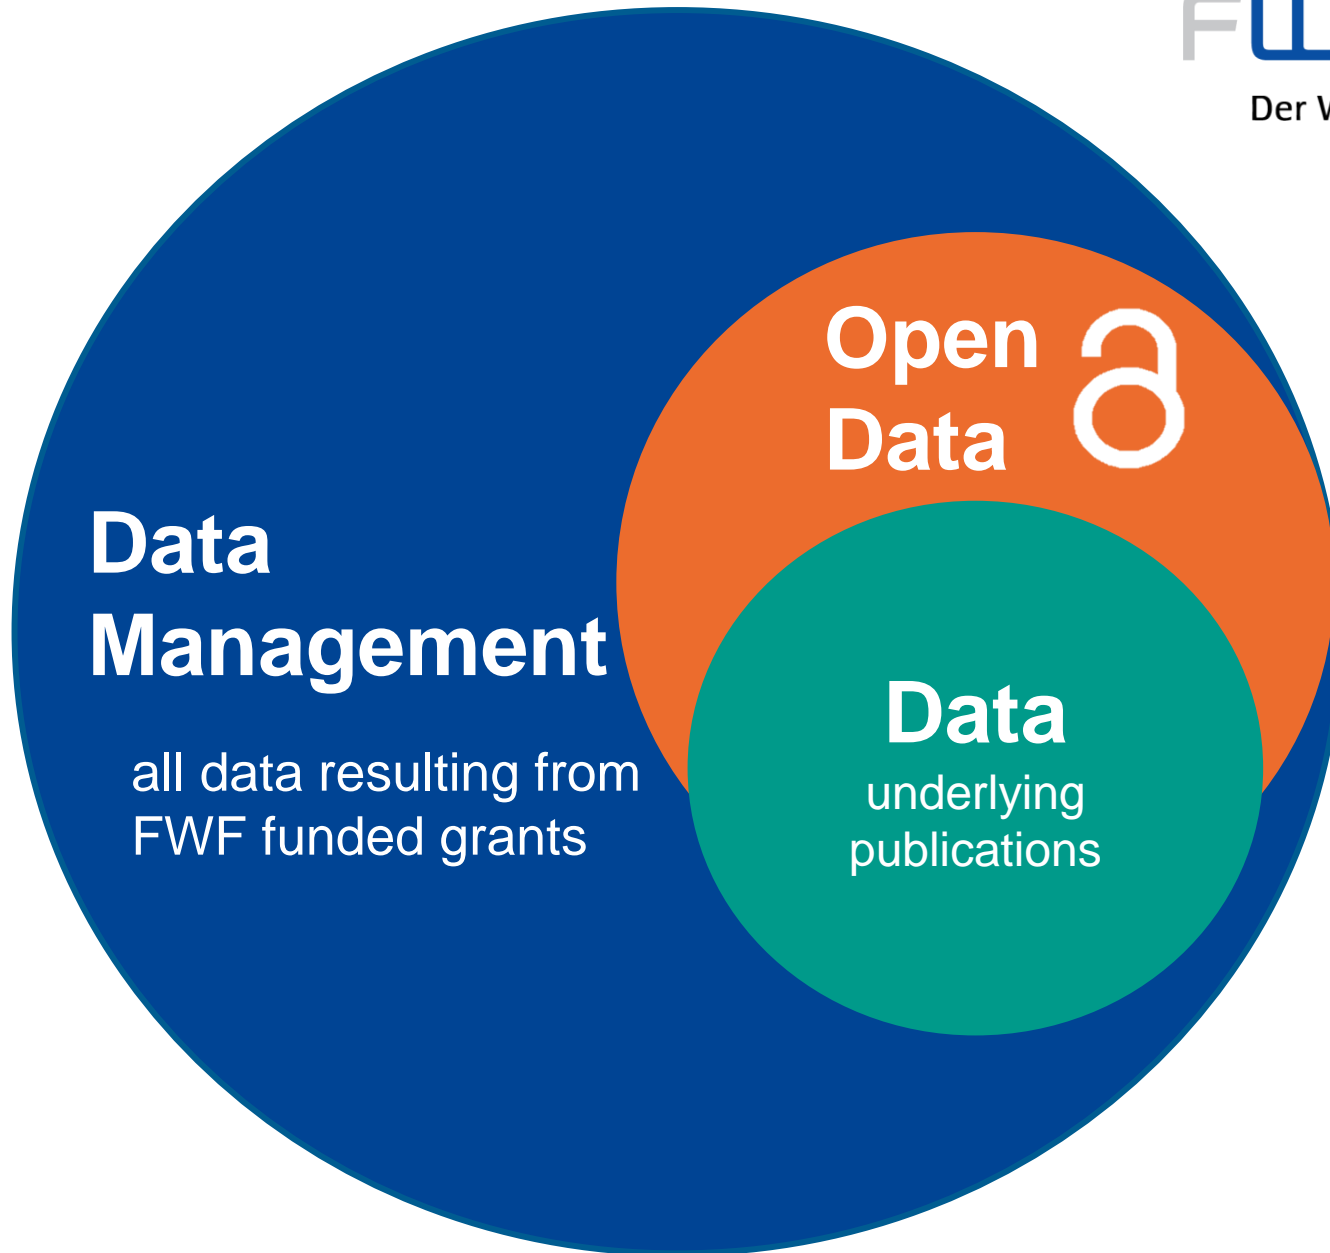 Der
Open
Data
Data
Management
all data resulting from
FWF funded grants
Data
underlying
publications